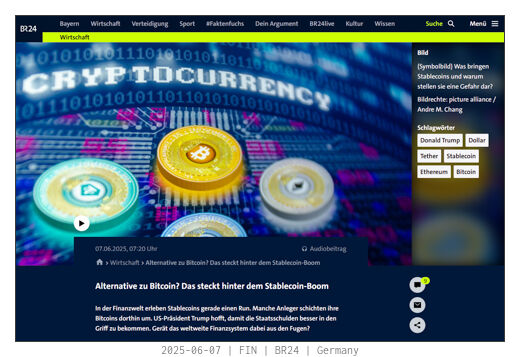 BR24
Bayern Wirtschaft Verteidigung Sport #Faktenfuchs Dein Argument BR24live Kultur Wissen Suche Menü
Wirtschaft
CRYPTOCURRENCY
Bild
(Symbolbild) Was bringen
Stablecoins und warum
stellen sie eine Gefahr dar?
Bildrechte: picture alliance /
Andre M. Chang
Schlagwörter
Donald Trump Dollar
Tether Stablecoin
Ethereum Bitcoin
07.06.2025, 07:20 Uhr Audiobeitrag
> Wirtschaft > Alternative zu Bitcoin? Das steckt hinter dem Stablecoin-Boom
Alternative zu Bitcoin? Das steckt hinter dem Stablecoin-Boom
In der Finanzwelt erleben Stablecoins gerade einen Run. Manche Anleger schichten ihre
Bitcoins dorthin um. US-Präsident Trump hofft, damit die Staatsschulden besser in den
Griff zu bekommen. Gerät das weltweite Finanzsystem dabei aus den Fugen?
2025-06-07 | FIN | BR24 | Germany